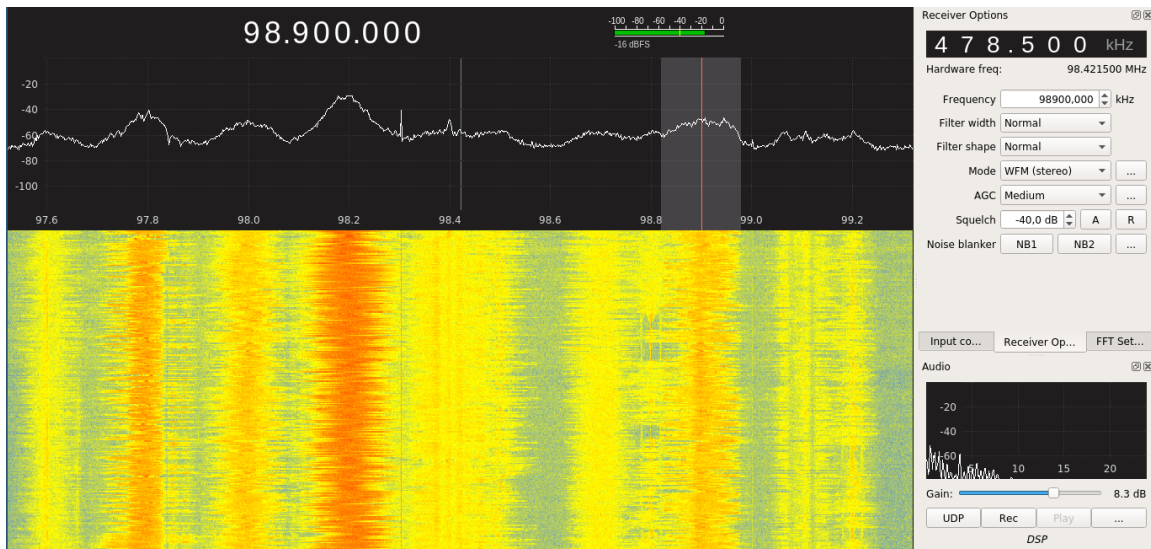 98.900.000
-100 -80 -60 -40 -20 0
-16 dBFS
-20
-40
-60
-80
-100
97.6 97.8 98.0 98.2 98.4 98.6 98.8 99.0 99.2
Receiver Options
478.500 kHz
Hardware freq: 98.421500 MHz
Frequency 98900,000 kHz
Filter width Normal
Filter shape Normal
Mode WFM (stereo) ...
AGC Medium ...
Squelch -40,0 dB A R
Noise blanker NB1 NB2 ...
Input co... Receiver Op... FFT Set...
Audio
-20
-40
-60
10 15 20
Gain: 8.3 dB
UDP Rec Play ...
DSP